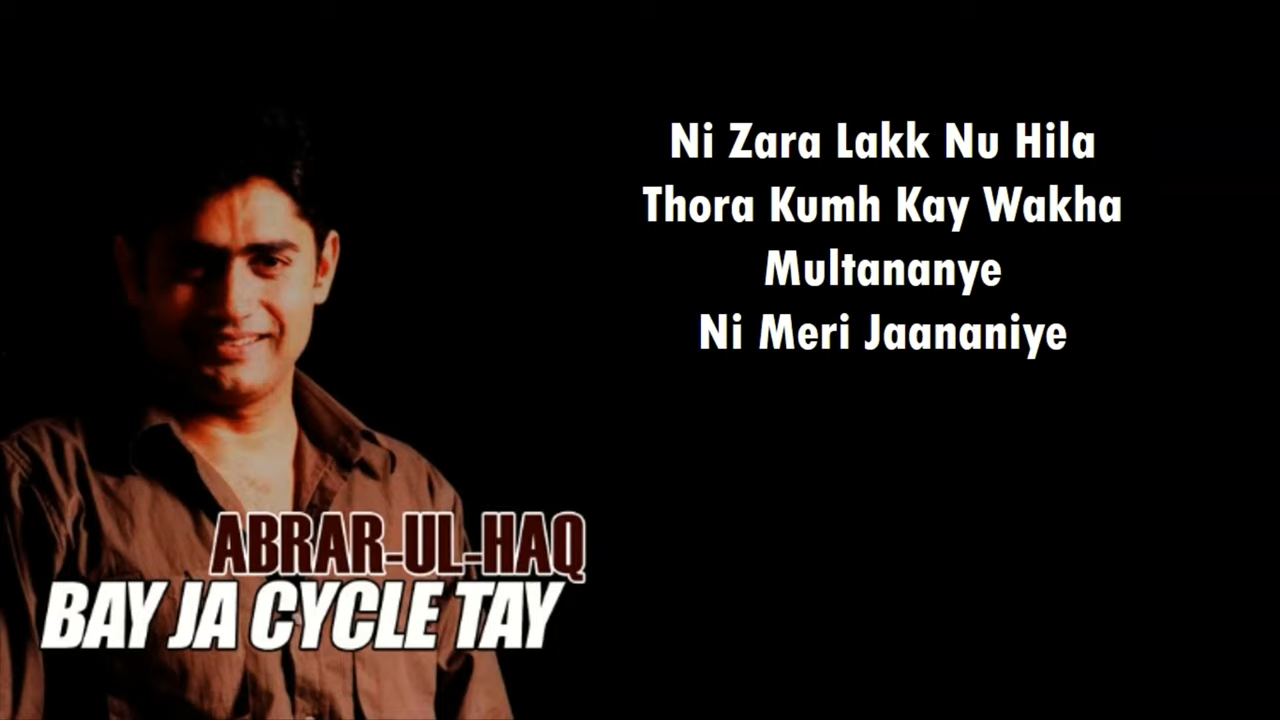 Ni Zara Lakk Nu Hila
Thora Kumh Kay Wakha
Multananye
Ni Meri Jaananiye
ABRAR-UL-HAQ
BAY JA CYCLE TAY